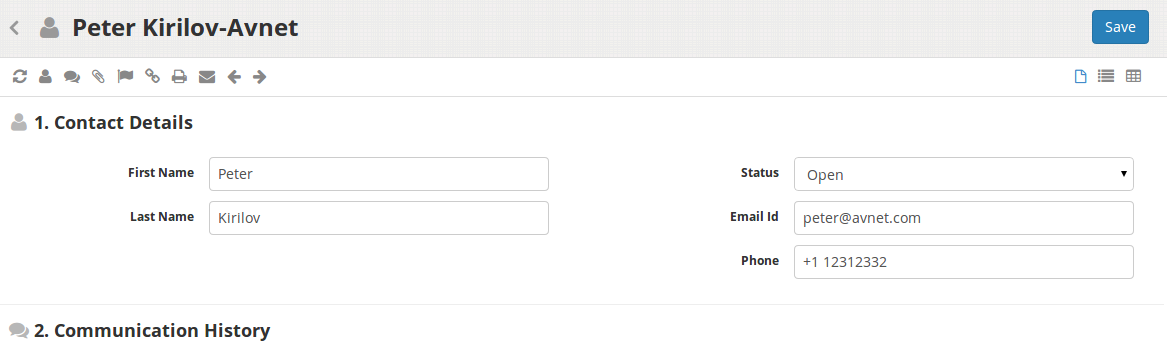 Peter Kirilov-Avnet
Save
1. Contact Details
First Name Peter
Last Name Kirilov
Status Open
Email Id peter@avnet.com
Phone +1 12312332
2. Communication History